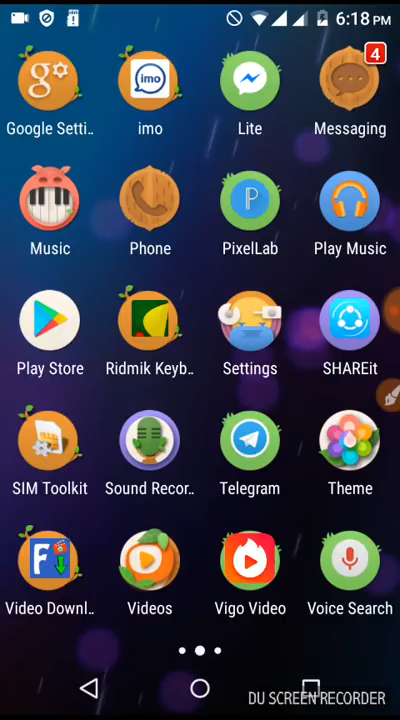 6:18 PM
4
g
imo
Google Setti..
imo
Lite
Messaging
P
Music
Phone
PixelLab
Play Music
Play Store
Ridmik Keyb..
Settings
SHAREit
SIM Toolkit
Sound Recor..
Telegram
Theme
F
Video Downl..
Videos
Vigo Video
Voice Search
DU SCREEN RECORDER